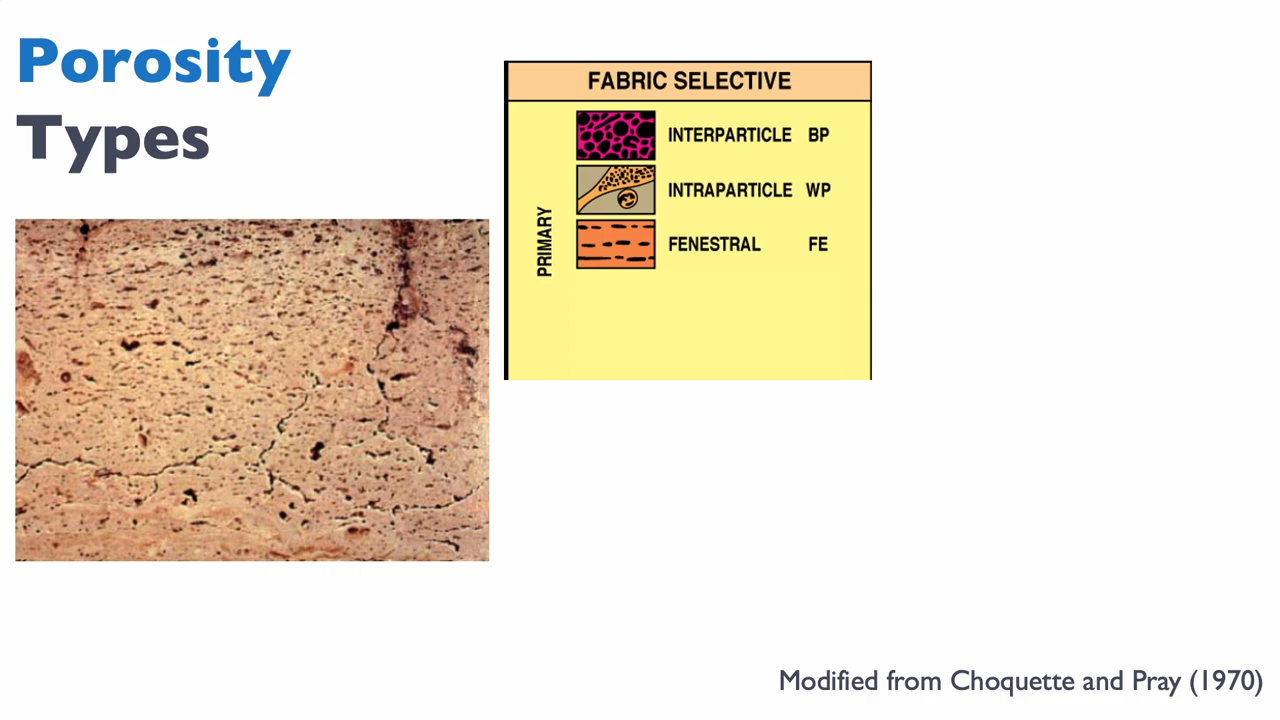 Porosity
Types
FABRIC SELECTIVE
PRIMARY
INTERPARTICLE BP
INTRAPARTICLE WP
FENESTRAL FE
Modified from Choquette and Pray (1970)